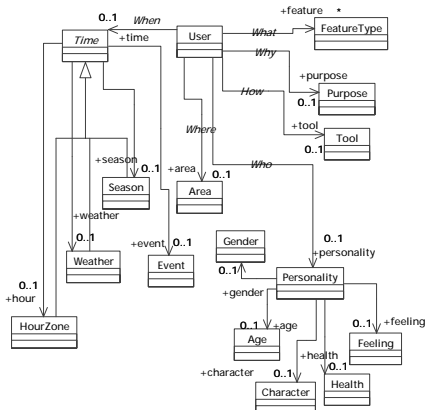 +feature *
0..1 When
What
FeatureType
Time
+time
User
Why
+purpose
0..1
Purpose
How
+tool
0..1
Tool
Where
Who
+season
0..1
+area
0..1
Season
Area
+weather
0..1
+event
0..1
Gender
0..1
+personality
Weather
Event
0..1
Personality
0..1
+hour
+gender
HourZone
0..1
+age
Age
0..1
+feeling
Feeling
+character
0..1
+health
0..1
Character
Health